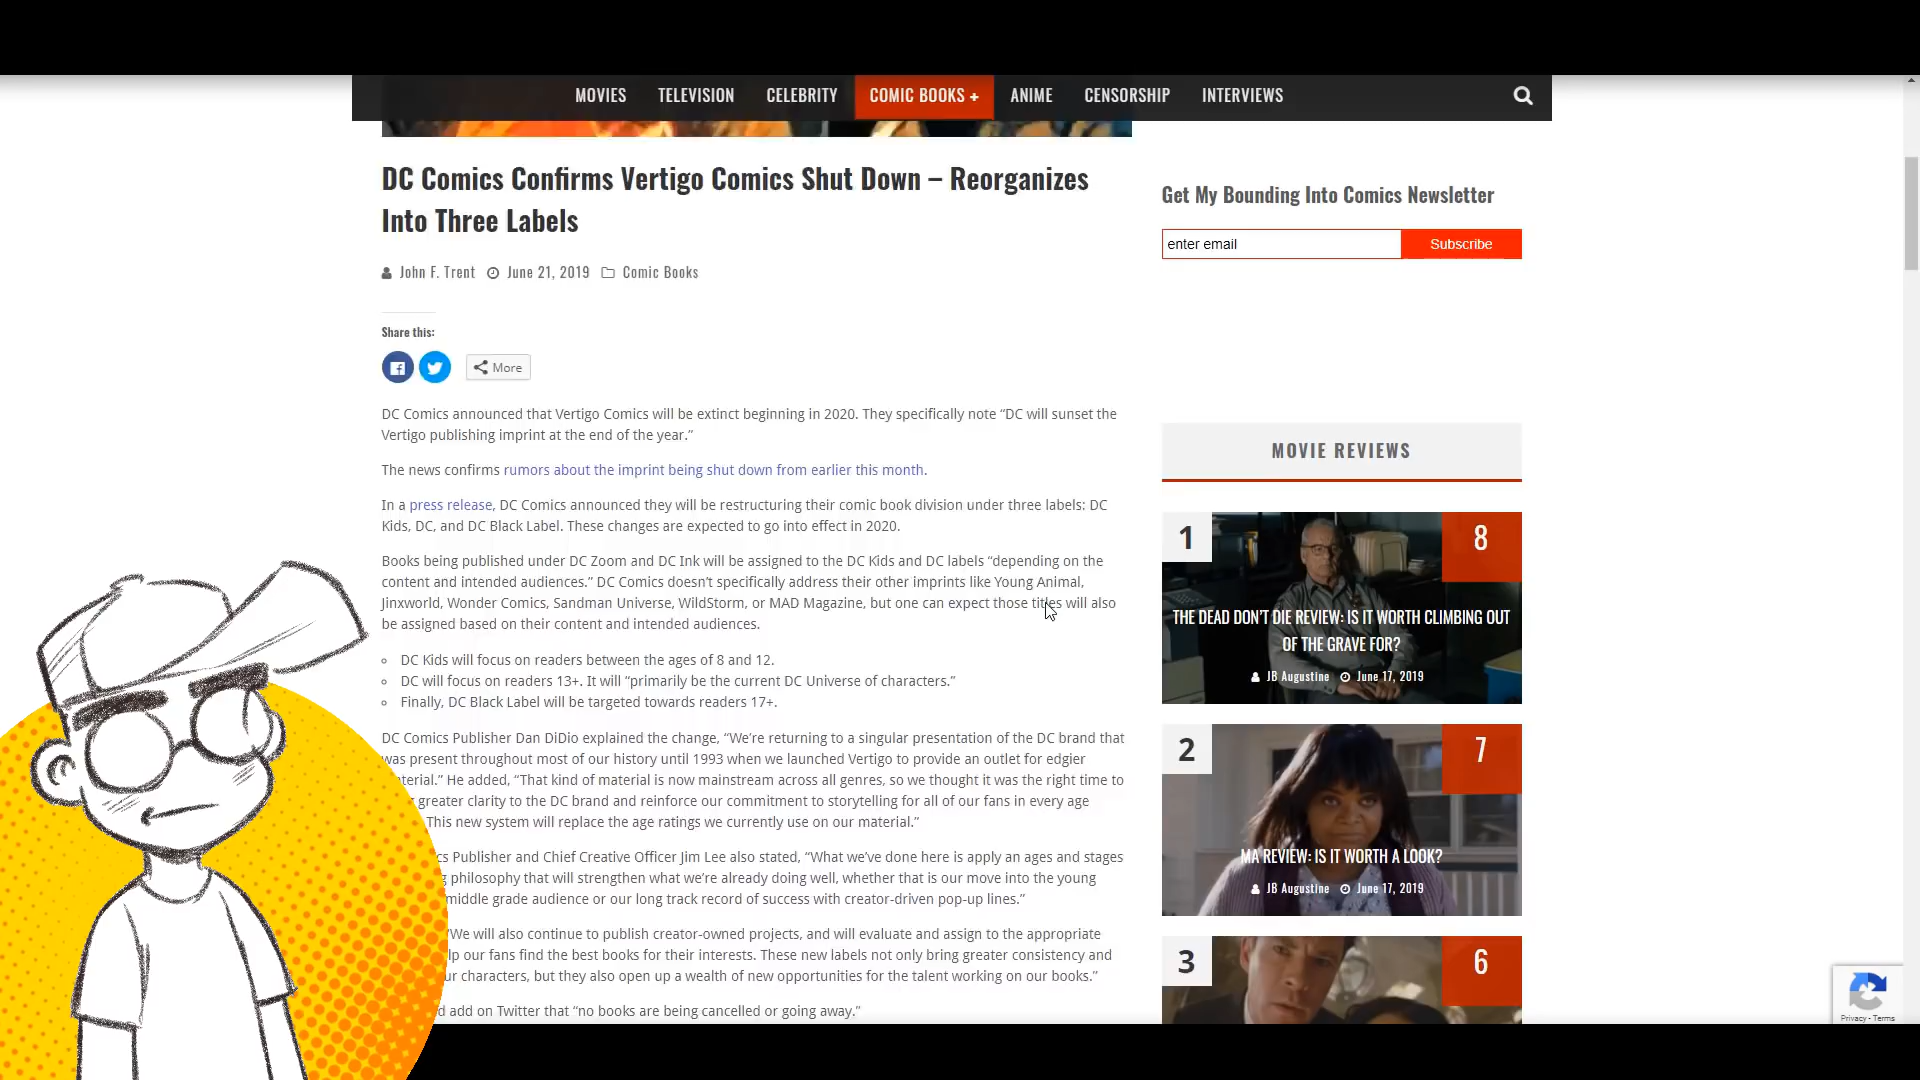 MOVIES TELEVISION CELEBRITY COMIC BOOKS + ANIME CENSORSHIP INTERVIEWS
DC Comics Confirms Vertigo Comics Shut Down – Reorganizes
Into Three Labels
John F. Trent June 21, 2019 Comic Books
Share this:
More
DC Comics announced that Vertigo Comics will be extinct beginning in 2020. They specifically note “DC will sunset the
Vertigo publishing imprint at the end of the year.”
The news confirms rumors about the imprint being shut down from earlier this month.
In a press release, DC Comics announced they will be restructuring their comic book division under three labels: DC
Kids, DC, and DC Black Label. These changes are expected to go into effect in 2020.
Books being published under DC Zoom and DC Ink will be assigned to the DC Kids and DC labels “depending on the
content and intended audiences.” DC Comics doesn’t specifically address their other imprints like Young Animal,
Jinxworld, Wonder Comics, Sandman Universe, WildStorm, or MAD Magazine, but one can expect those titles will also
be assigned based on their content and intended audiences.
DC Kids will focus on readers between the ages of 8 and 12.
DC will focus on readers 13+. It will “primarily be the current DC Universe of characters.”
Finally, DC Black Label will be targeted towards readers 17+.
DC Comics Publisher Dan DiDio explained the change, “We’re returning to a singular presentation of the DC brand that
was present throughout most of our history until 1993 when we launched Vertigo to provide an outlet for edgier
material.” He added, “That kind of material is now mainstream across all genres, so we thought it was the right time to
greater clarity to the DC brand and reinforce our commitment to storytelling for all of our fans in every age
This new system will replace the age ratings we currently use on our material.”
Publisher and Chief Creative Officer Jim Lee also stated, “What we’ve done here is apply an ages and stages
philosophy that will strengthen what we’re already doing well, whether that is our move into the young
middle grade audience or our long track record of success with creator-driven pop-up lines.”
“We will also continue to publish creator-owned projects, and will evaluate and assign to the appropriate
our fans find the best books for their interests. These new labels not only bring greater consistency and
characters, but they also open up a wealth of new opportunities for the talent working on our books.”
add on Twitter that “no books are being cancelled or going away.”
Get My Bounding Into Comics Newsletter
enter email Subscribe
MOVIE REVIEWS
1 8
THE DEAD DON’T DIE REVIEW: IS IT WORTH CLIMBING OUT
OF THE GRAVE FOR?
JB Augustine June 17, 2019
2 7
MA REVIEW: IS IT WORTH A LOOK?
JB Augustine June 17, 2019
3 6
Privacy - Terms